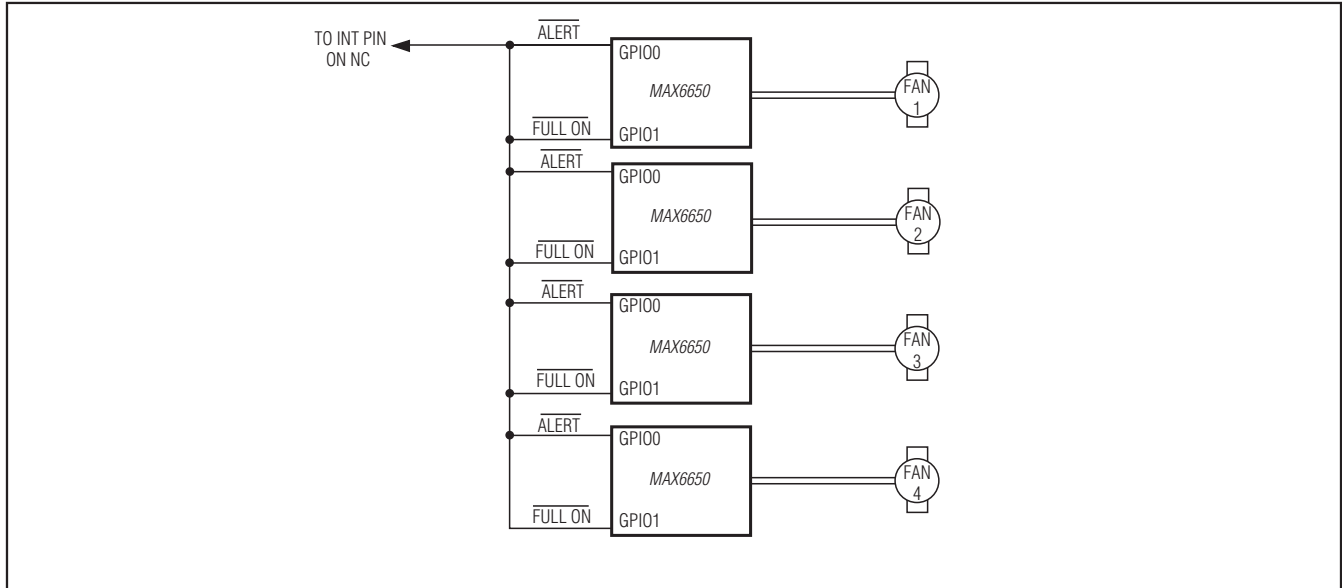 TO INT PIN
ON NC
ALERT
GPIO0
MAX6650
FULL ON
GPIO1
FAN
1
ALERT
GPIO0
MAX6650
FULL ON
GPIO1
FAN
2
ALERT
GPIO0
MAX6650
FULL ON
GPIO1
FAN
3
ALERT
GPIO0
MAX6650
FULL ON
GPIO1
FAN
4